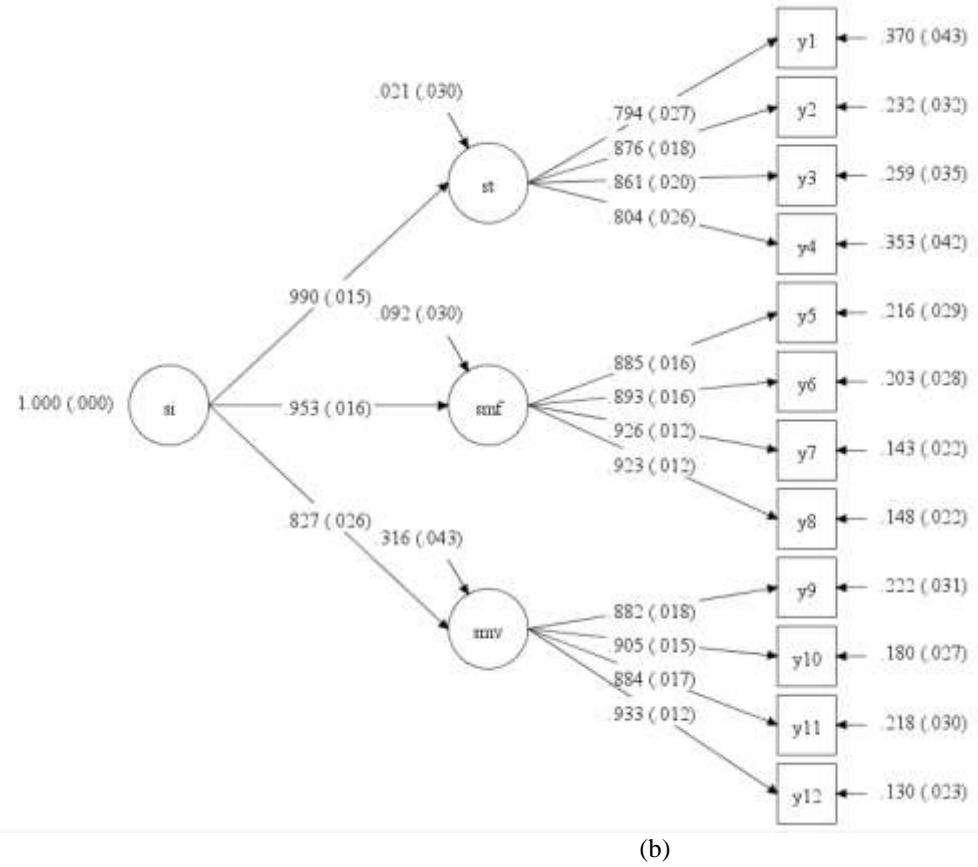 y1
.370 (.043)
.021 (.030)
.794 (.027)
y2
.232 (.032)
.876 (.018)
st
.861 (.020)
y3
.259 (.035)
.804 (.026)
y4
.353 (.042)
.990 (.015)
.092 (.030)
y5
.216 (.029)
.885 (.016)
1.000 (.000)
si
.953 (.016)
smf
.893 (.016)
y6
.203 (.028)
.926 (.012)
y7
.143 (.022)
.923 (.012)
y8
.148 (.022)
.827 (.026)
.316 (.043)
y9
.222 (.031)
.882 (.018)
smv
.905 (.015)
y10
.180 (.027)
.884 (.017)
y11
.218 (.030)
.933 (.012)
y12
.130 (.023)
(b)